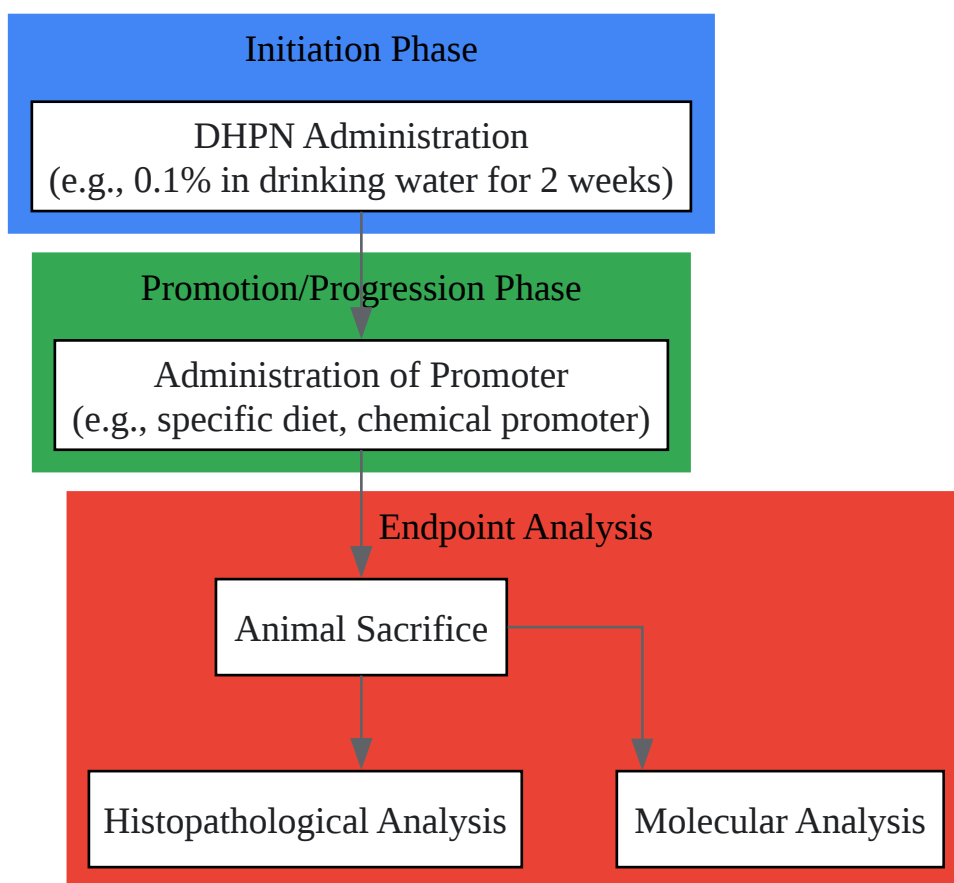 Initiation Phase
DHPN Administration
(e.g., 0.1% in drinking water for 2 weeks)
Promotion/Progression Phase
Administration of Promoter
(e.g., specific diet, chemical promoter)
Endpoint Analysis
Animal Sacrifice
Histopathological Analysis
Molecular Analysis